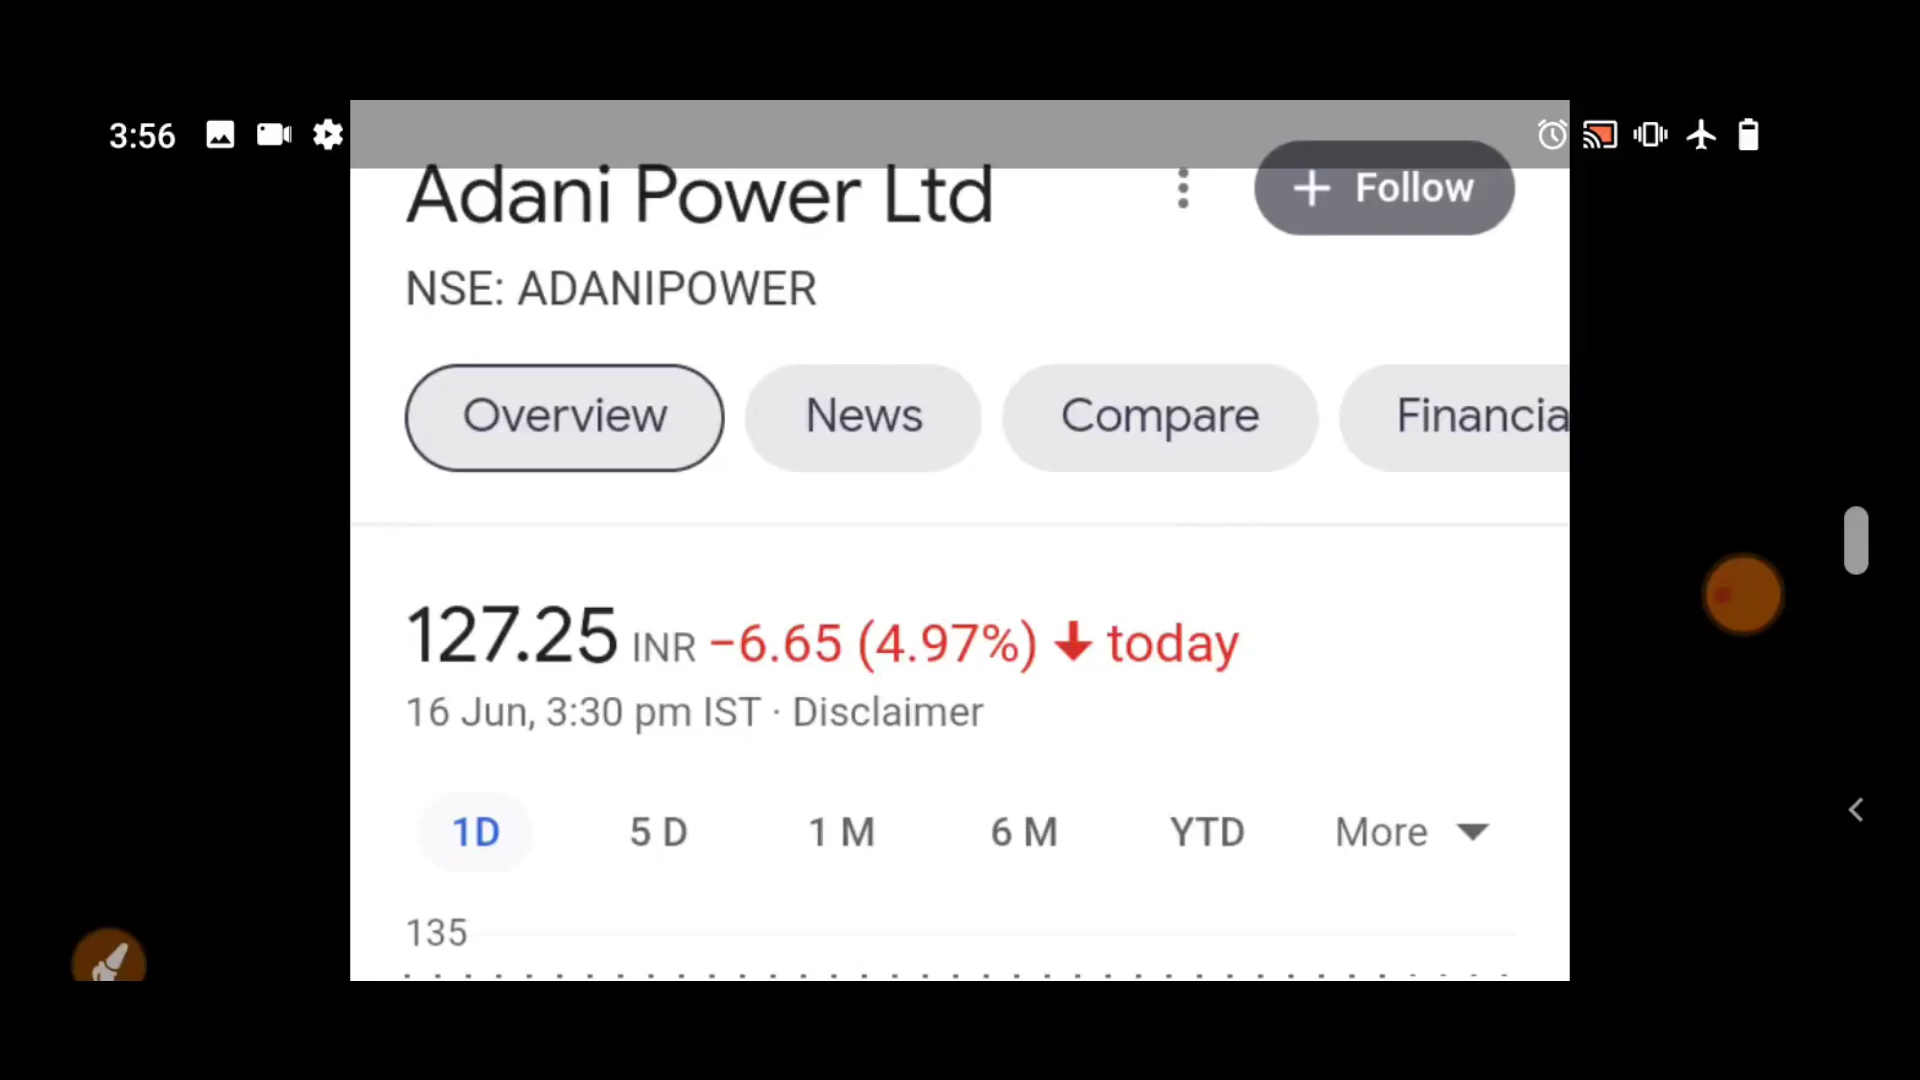 3:56
Adani Power Ltd
+ Follow
NSE: ADANIPOWER
Overview News Compare Financia
127.25 INR −6.65 (4.97%) ↓ today
16 Jun, 3:30 pm IST · Disclaimer
1D 5 D 1 M 6 M YTD More
135